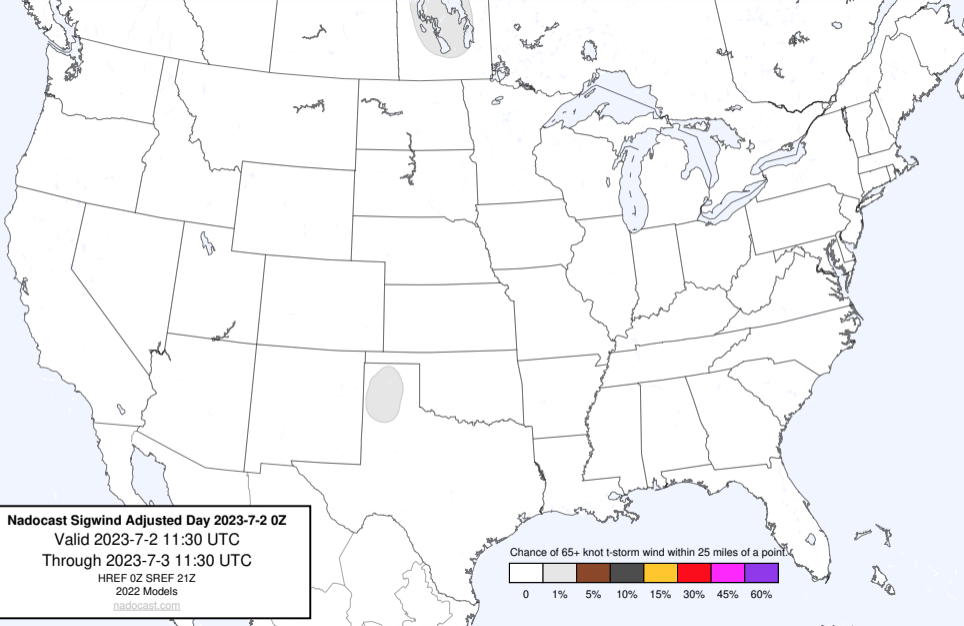 Nadocast Sigwind Adjusted Day 2023-7-2 0Z
Valid 2023-7-2 11:30 UTC
Through 2023-7-3 11:30 UTC
HREF 0Z SREF 21Z
2022 Models
nadocast.com
Chance of 65+ knot t-storm wind within 25 miles of a point.
0 1% 5% 10% 15% 30% 45% 60%